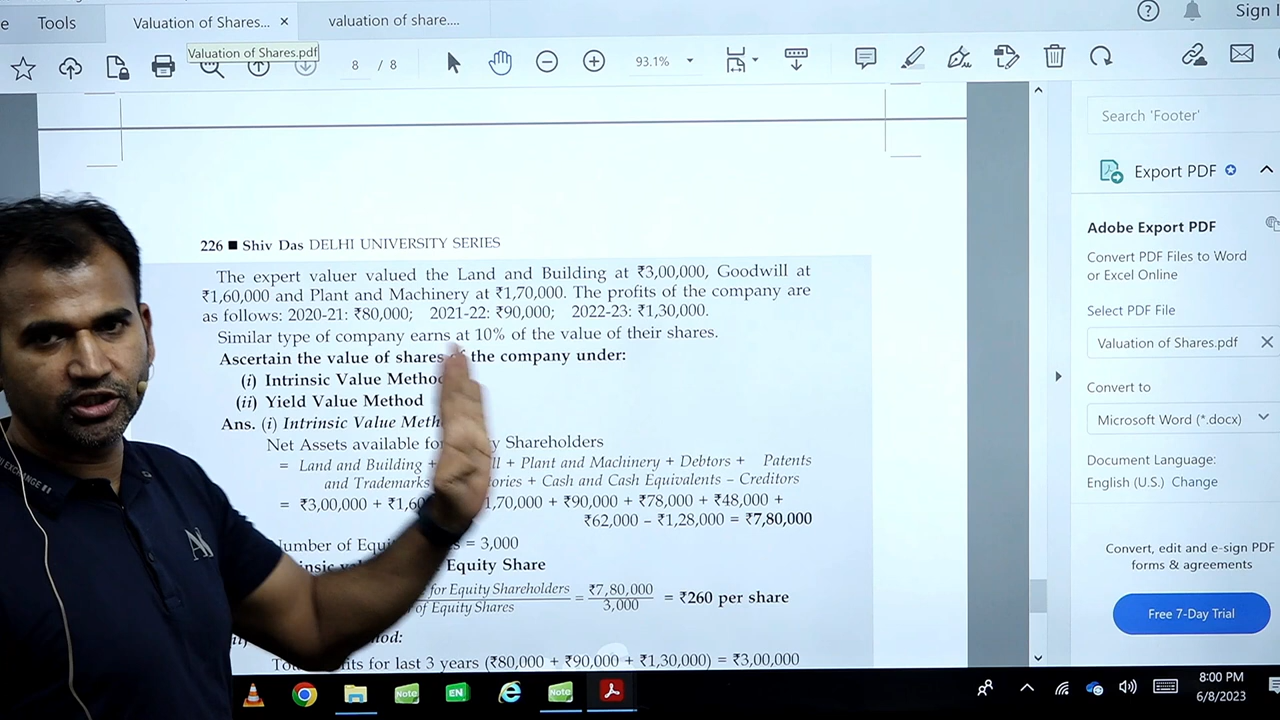 e Tools Valuation of Shares... × valuation of share.... Sign I
Valuation of Shares.pdf
8 / 8 93.1%
Search 'Footer'
Export PDF
Adobe Export PDF
Convert PDF Files to Word
or Excel Online
Select PDF File
Valuation of Shares.pdf ×
Convert to
Microsoft Word (*.docx)
Document Language:
English (U.S.) Change
Convert, edit and e-sign PDF
forms & agreements
Free 7-Day Trial
226 ■ Shiv Das DELHI UNIVERSITY SERIES
The expert valuer valued the Land and Building at ₹3,00,000, Goodwill at
₹1,60,000 and Plant and Machinery at ₹1,70,000. The profits of the company are
as follows: 2020-21: ₹80,000; 2021-22: ₹90,000; 2022-23: ₹1,30,000.
Similar type of company earns at 10% of the value of their shares.
Ascertain the value of shares of the company under:
(i) Intrinsic Value Metho
(ii) Yield Value Method
Ans. (i) Intrinsic Value Meth
Net Assets available for Shareholders
= Land and Building + ll + Plant and Machinery + Debtors + Patents
and Trademarks ories + Cash and Cash Equivalents – Creditors
= ₹3,00,000 + ₹1,60 1,70,000 + ₹90,000 + ₹78,000 + ₹48,000 +
₹62,000 – ₹1,28,000 = ₹7,80,000
Number of Equi = 3,000
Equity Share
for Equity Shareholders ₹7,80,000
= = ₹260 per share
of Equity Shares 3,000
od:
fits for last 3 years (₹80,000 + ₹90,000 + ₹1,30,000) = ₹3,00,000
EXCHANGE
AK
Note EN Note
8:00 PM
6/8/2023